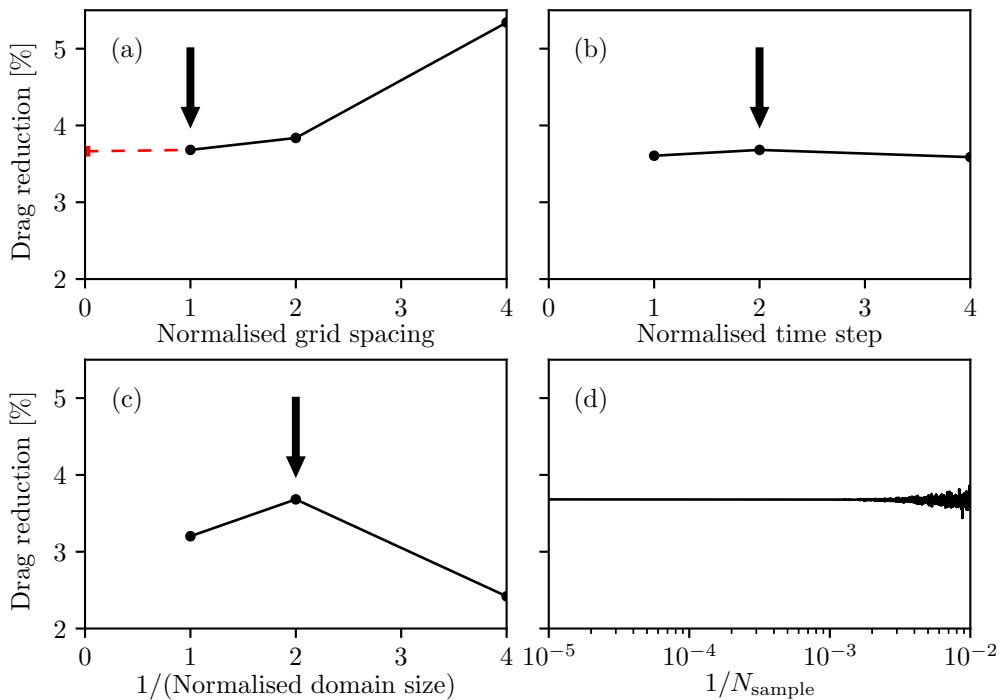 (a)
Drag reduction [%]
5
4
3
2
0 1 2 3 4
Normalised grid spacing
(b)
0 1 2 3 4
Normalised time step
(c)
Drag reduction [%]
5
4
3
2
0 1 2 3 4
1/(Normalised domain size)
(d)
10^{-5} 10^{-4} 10^{-3} 10^{-2}
1/N_{sample}